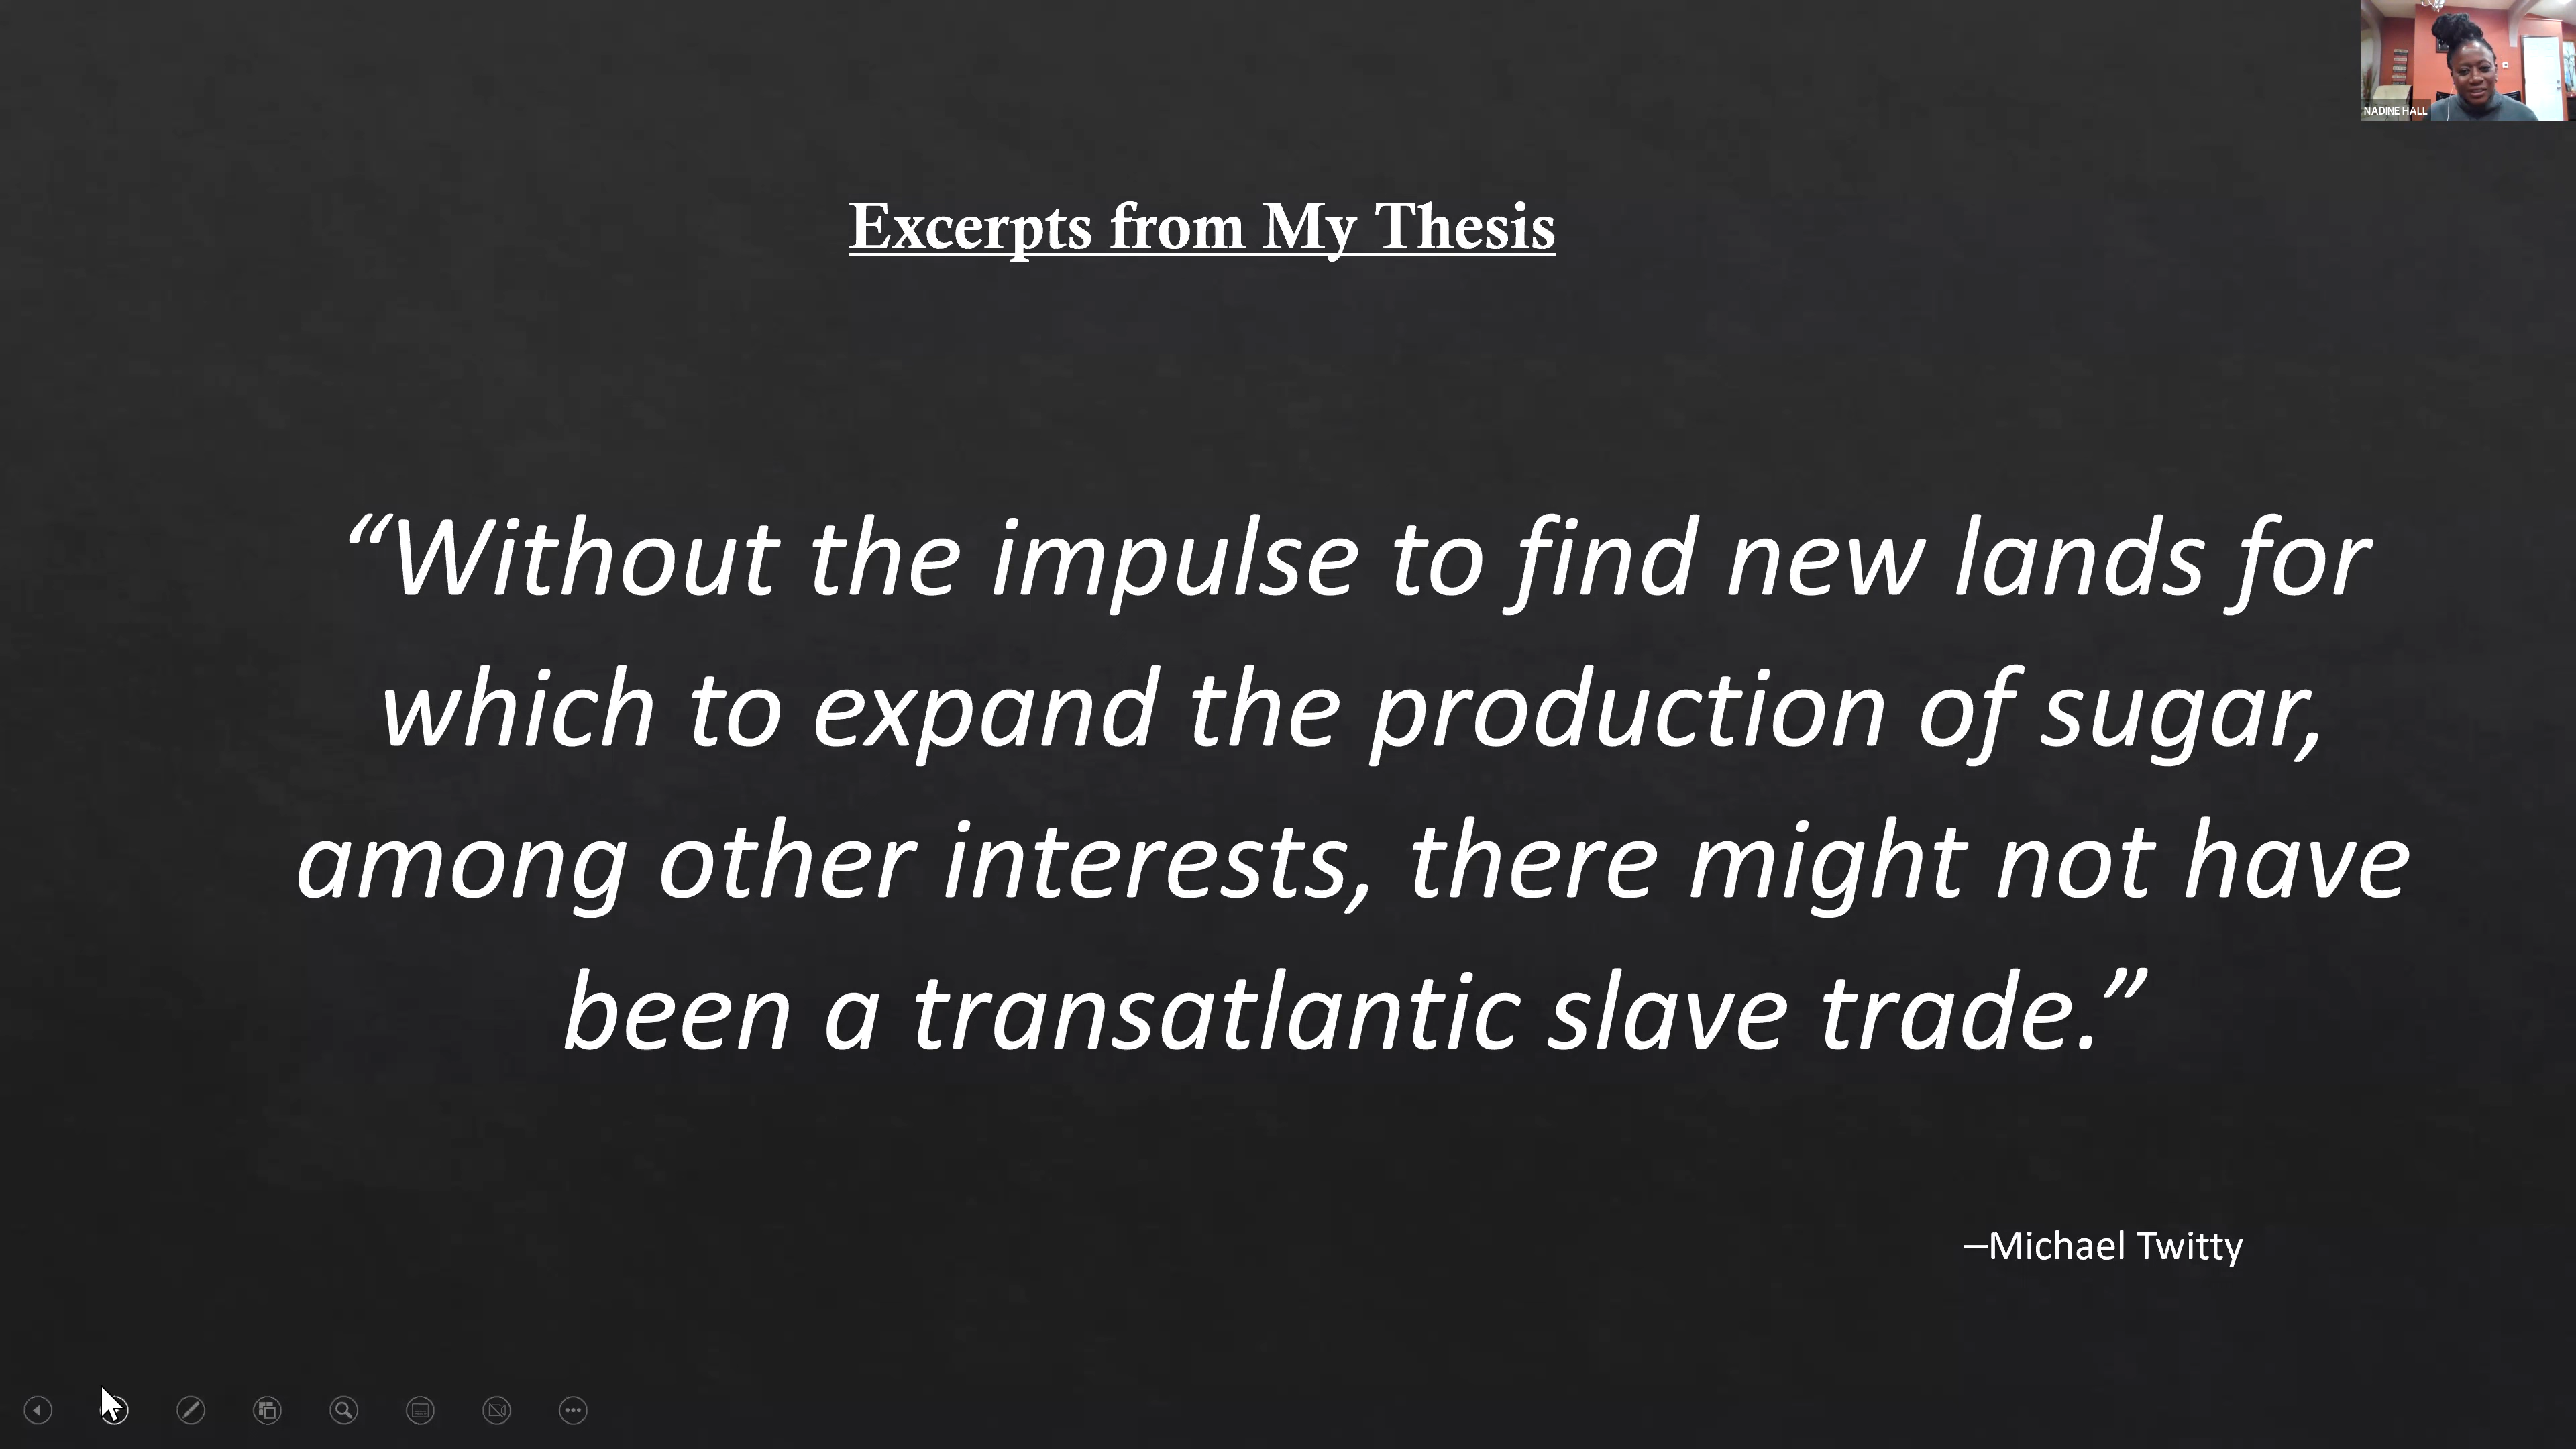 NADINE HALL
Excerpts from My Thesis
“Without the impulse to find new lands for
which to expand the production of sugar,
among other interests, there might not have
been a transatlantic slave trade.”
–Michael Twitty